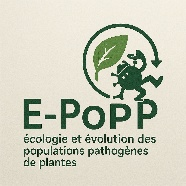 E-PoPP
écologie et évolution des
populations pathogènes
de plantes